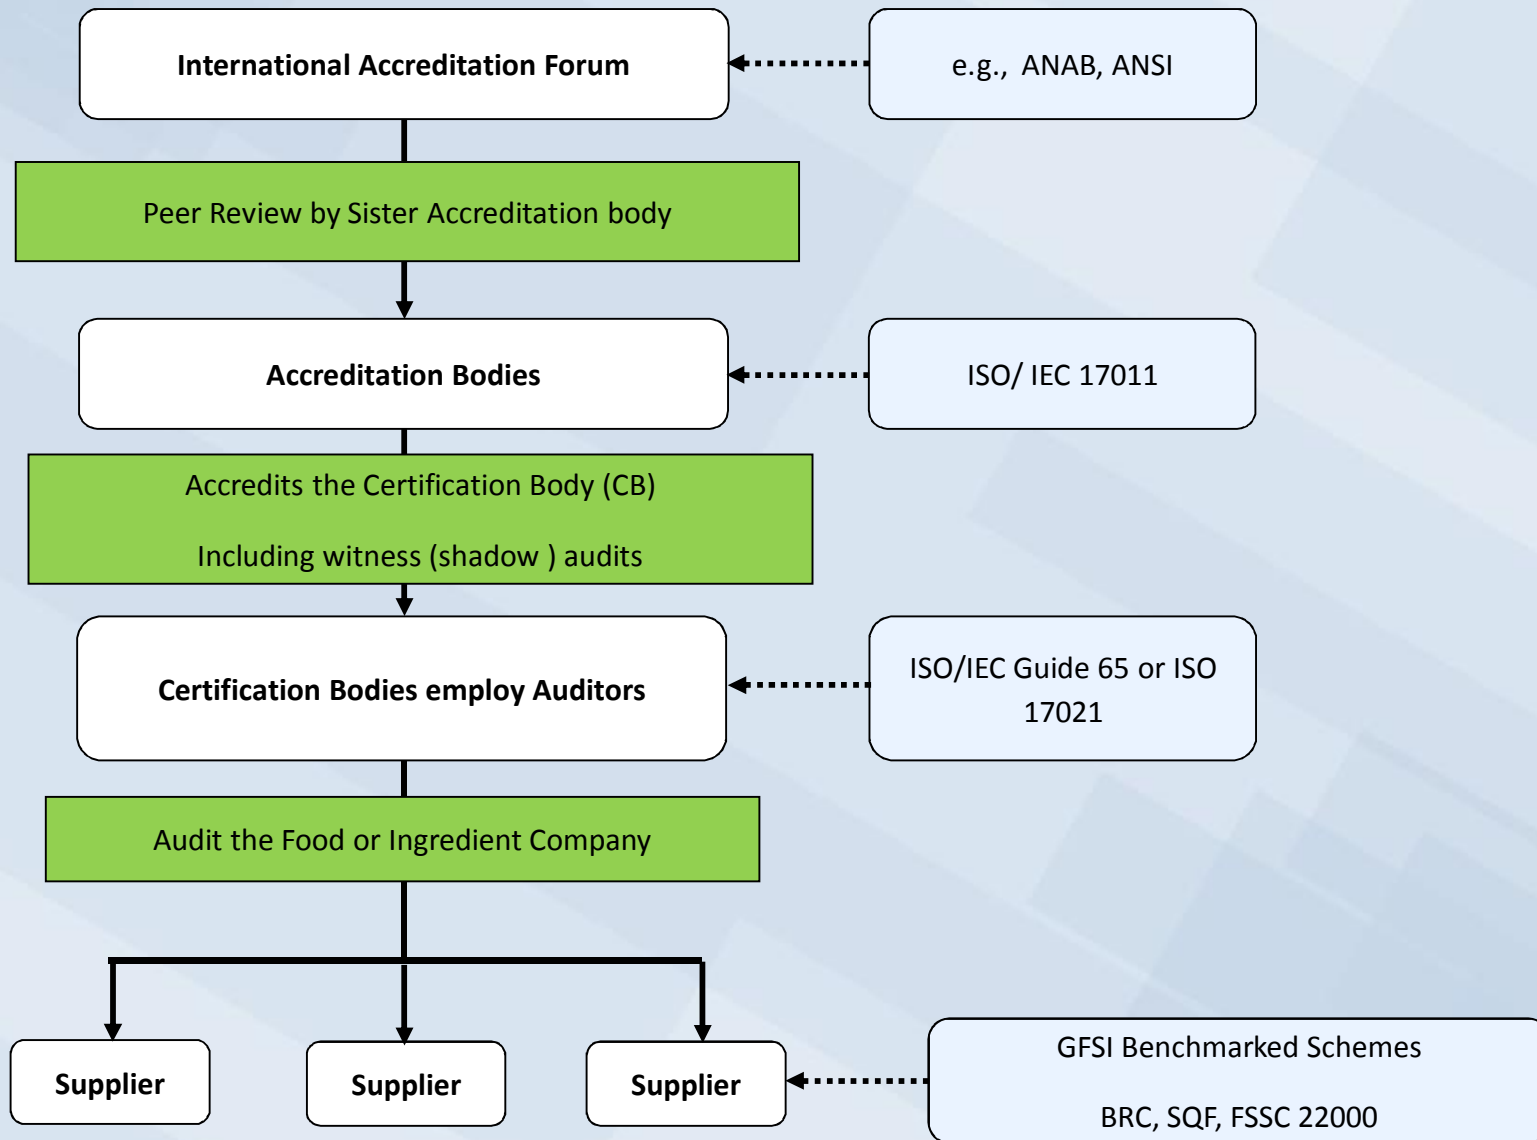 International Accreditation Forum
e.g., ANAB, ANSI
Peer Review by Sister Accreditation body
Accreditation Bodies
ISO/ IEC 17011
Accredits the Certification Body (CB)
Including witness (shadow ) audits
Certification Bodies employ Auditors
ISO/IEC Guide 65 or ISO
17021
Audit the Food or Ingredient Company
Supplier
Supplier
Supplier
GFSI Benchmarked Schemes
BRC, SQF, FSSC 22000